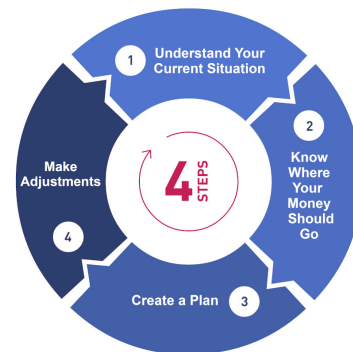 1
Understand Your
Current Situation
2
Know
Where
Your
Money
Should
Go
3
Create a Plan
4
Make
Adjustments
4
STEPS